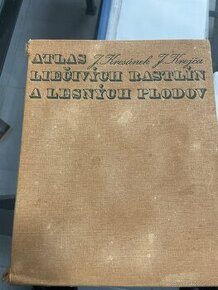 ATLAS J. Kresánek J. Krejča
LIEČIVÝCH RASTLÍN
A LESNÝCH PLODOV